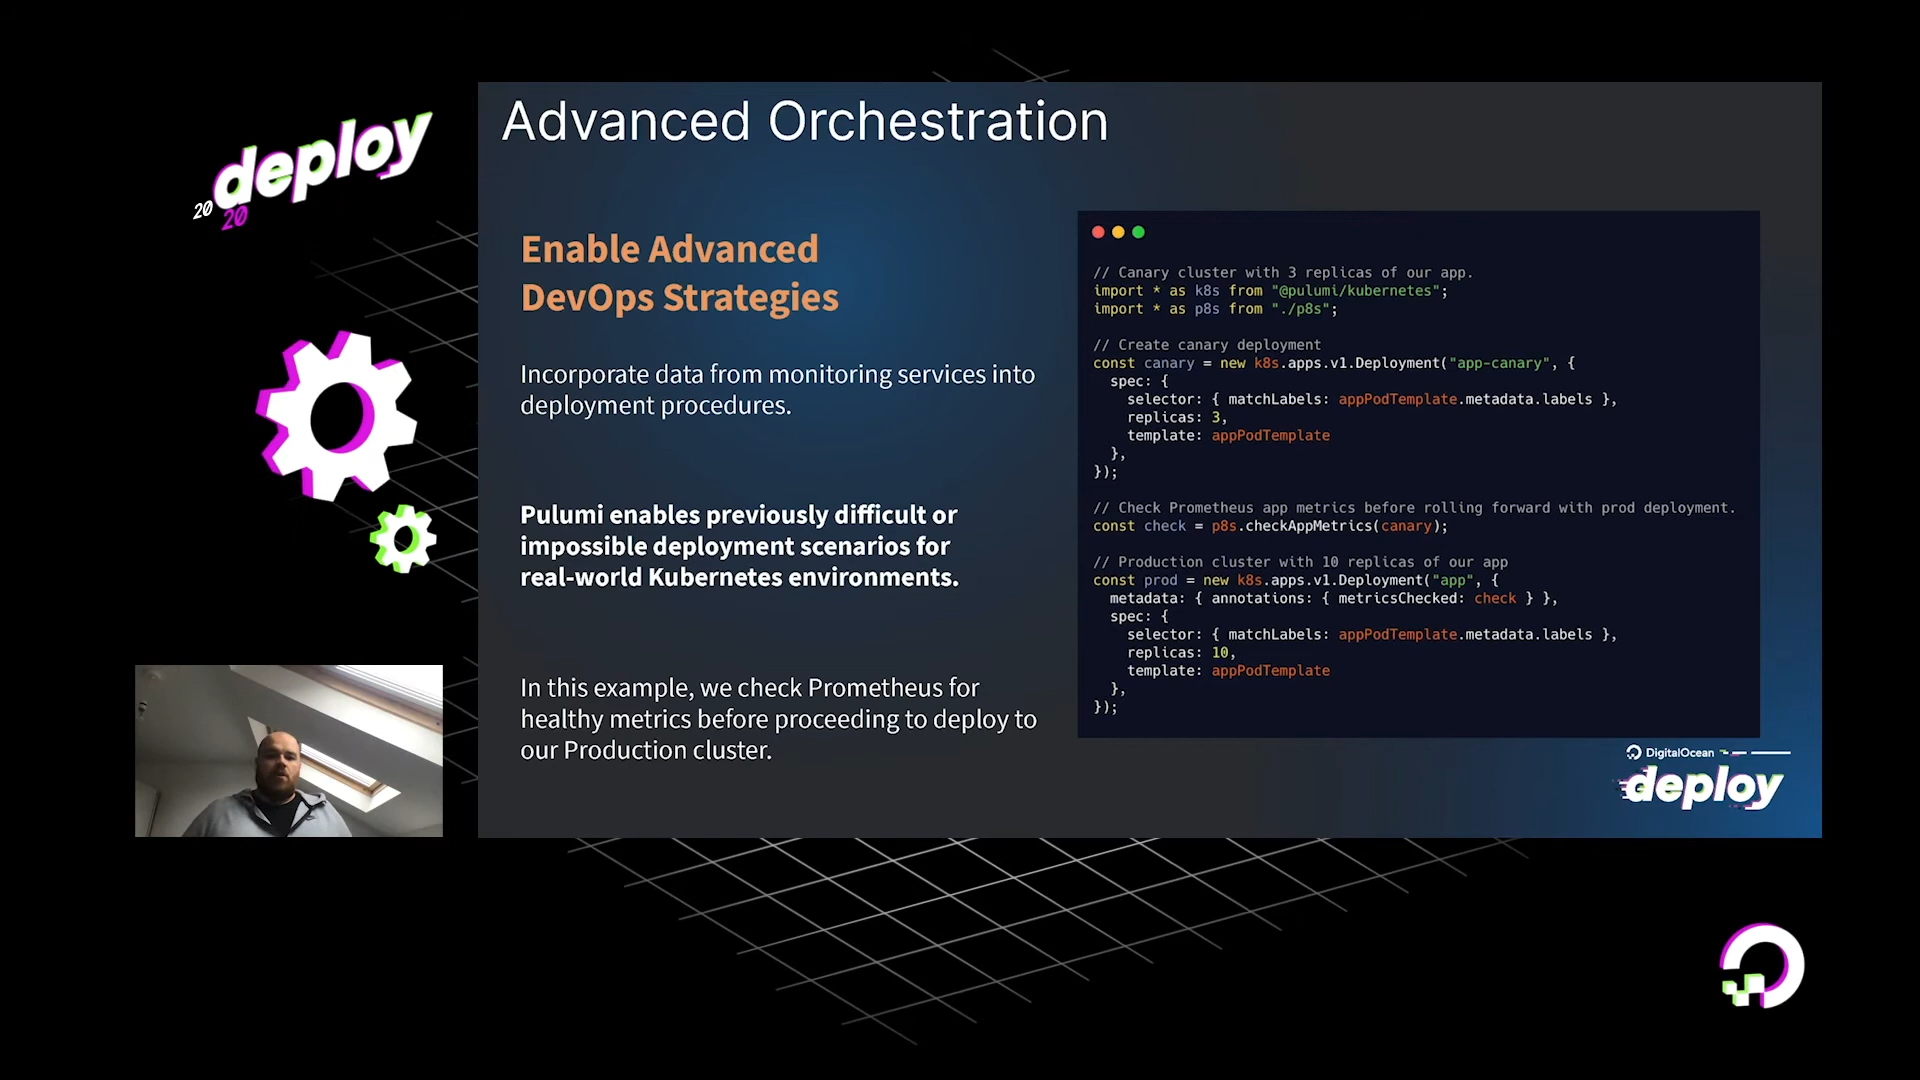 deploy
20
20
Advanced Orchestration
Enable Advanced
DevOps Strategies
Incorporate data from monitoring services into
deployment procedures.
Pulumi enables previously difficult or
impossible deployment scenarios for
real-world Kubernetes environments.
In this example, we check Prometheus for
healthy metrics before proceeding to deploy to
our Production cluster.
// Canary cluster with 3 replicas of our app.
import * as k8s from "@pulumi/kubernetes";
import * as p8s from "./p8s";
// Create canary deployment
const canary = new k8s.apps.v1.Deployment("app-canary", {
  spec: {
    selector: { matchLabels: appPodTemplate.metadata.labels },
    replicas: 3,
    template: appPodTemplate
  },
});
// Check Prometheus app metrics before rolling forward with prod deployment.
const check = p8s.checkAppMetrics(canary);
// Production cluster with 10 replicas of our app
const prod = new k8s.apps.v1.Deployment("app", {
  metadata: { annotations: { metricsChecked: check } },
  spec: {
    selector: { matchLabels: appPodTemplate.metadata.labels },
    replicas: 10,
    template: appPodTemplate
  },
});
DigitalOcean
deploy